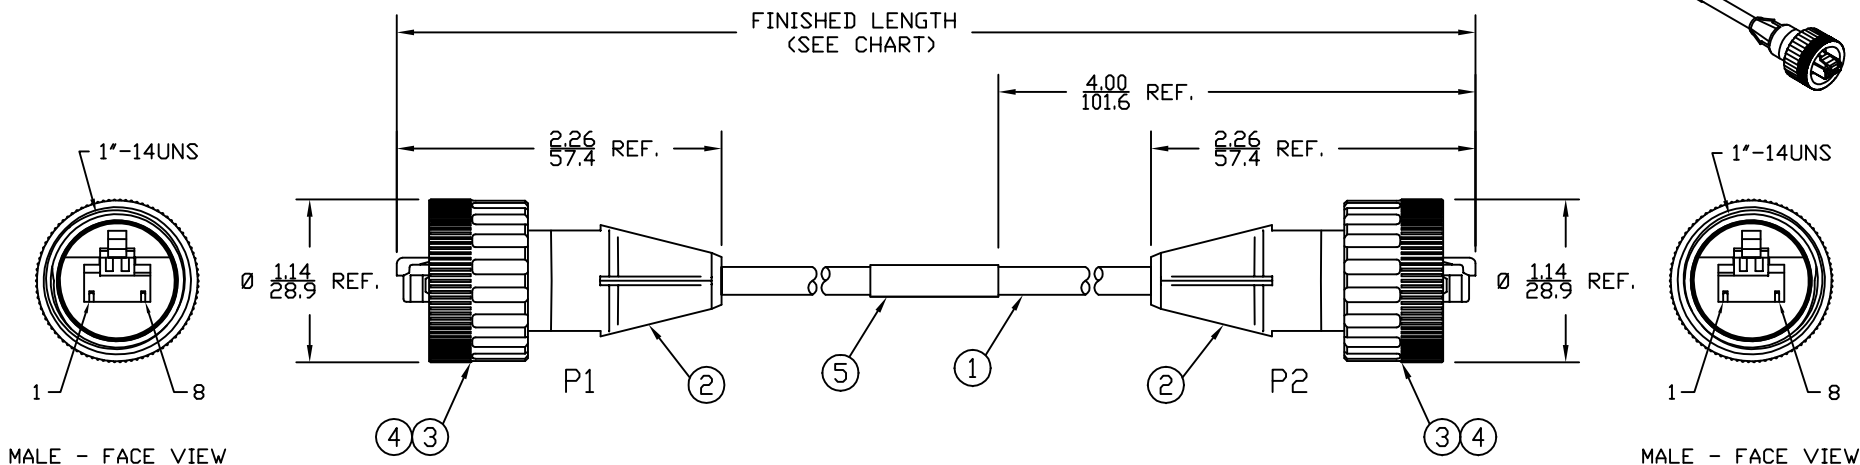 FINISHED LENGTH
(SEE CHART)
4.00
101.6 REF.
2.26
57.4 REF.
2.26
57.4 REF.
1"-14UNS
1"-14UNS
Ø 1.14
28.9 REF.
Ø 1.14
28.9 REF.
1
8
P1
2
5
1
2
P2
1
8
4 3
3 4
MALE - FACE VIEW
MALE - FACE VIEW